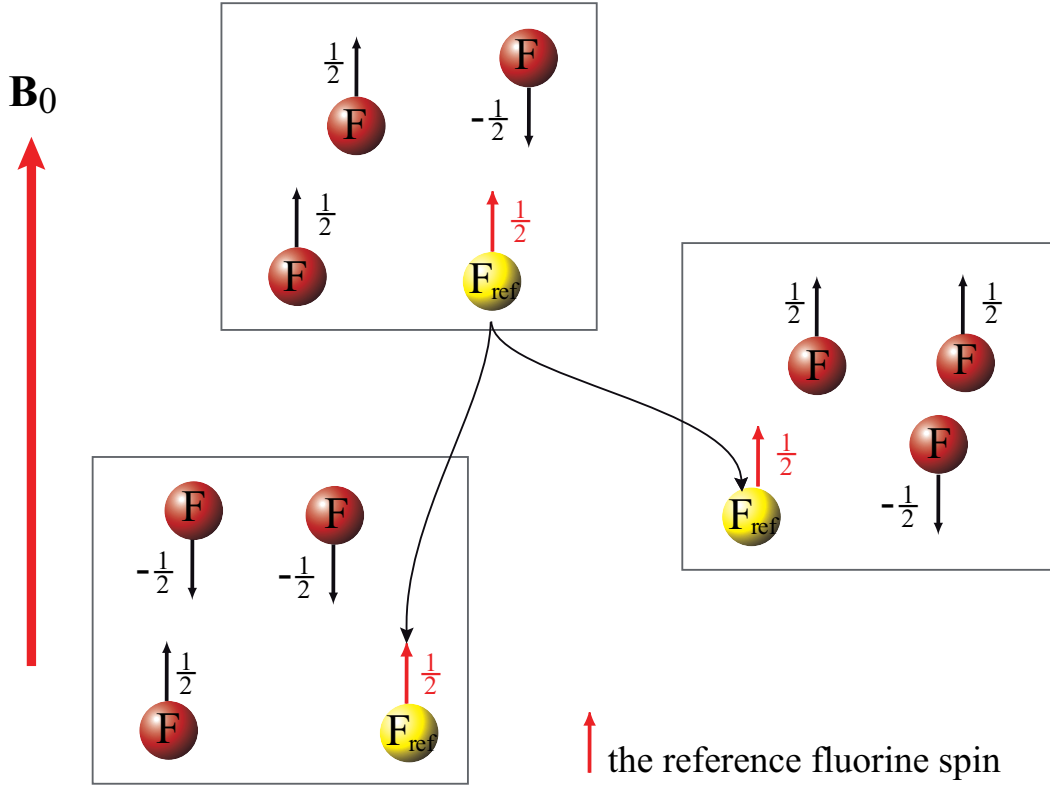 B0
1/2
F
F
-1/2
1/2
F
1/2
Fref
1/2
F
1/2
F
1/2
Fref
F
-1/2
F
-1/2
F
-1/2
1/2
F
1/2
Fref
the reference fluorine spin